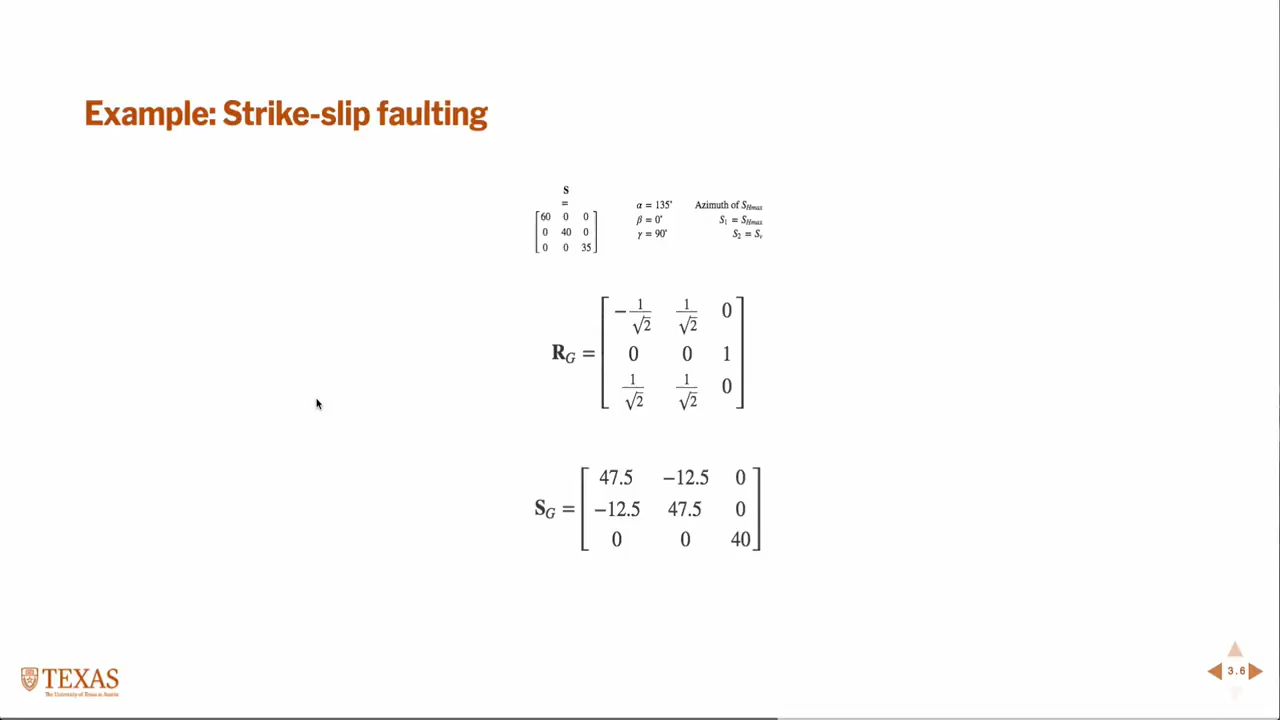 Example: Strike-slip faulting
S
=
[60 0 0
0 40 0
0 0 35]
α = 135°
β = 0°
γ = 90°
Azimuth of S_Hmax
S_1 = S_Hmax
S_2 = S_v
R_G = [−1/√2 1/√2 0
0 0 1
1/√2 1/√2 0]
S_G = [47.5 −12.5 0
−12.5 47.5 0
0 0 40]
TEXAS
The University of Texas at Austin
3.6